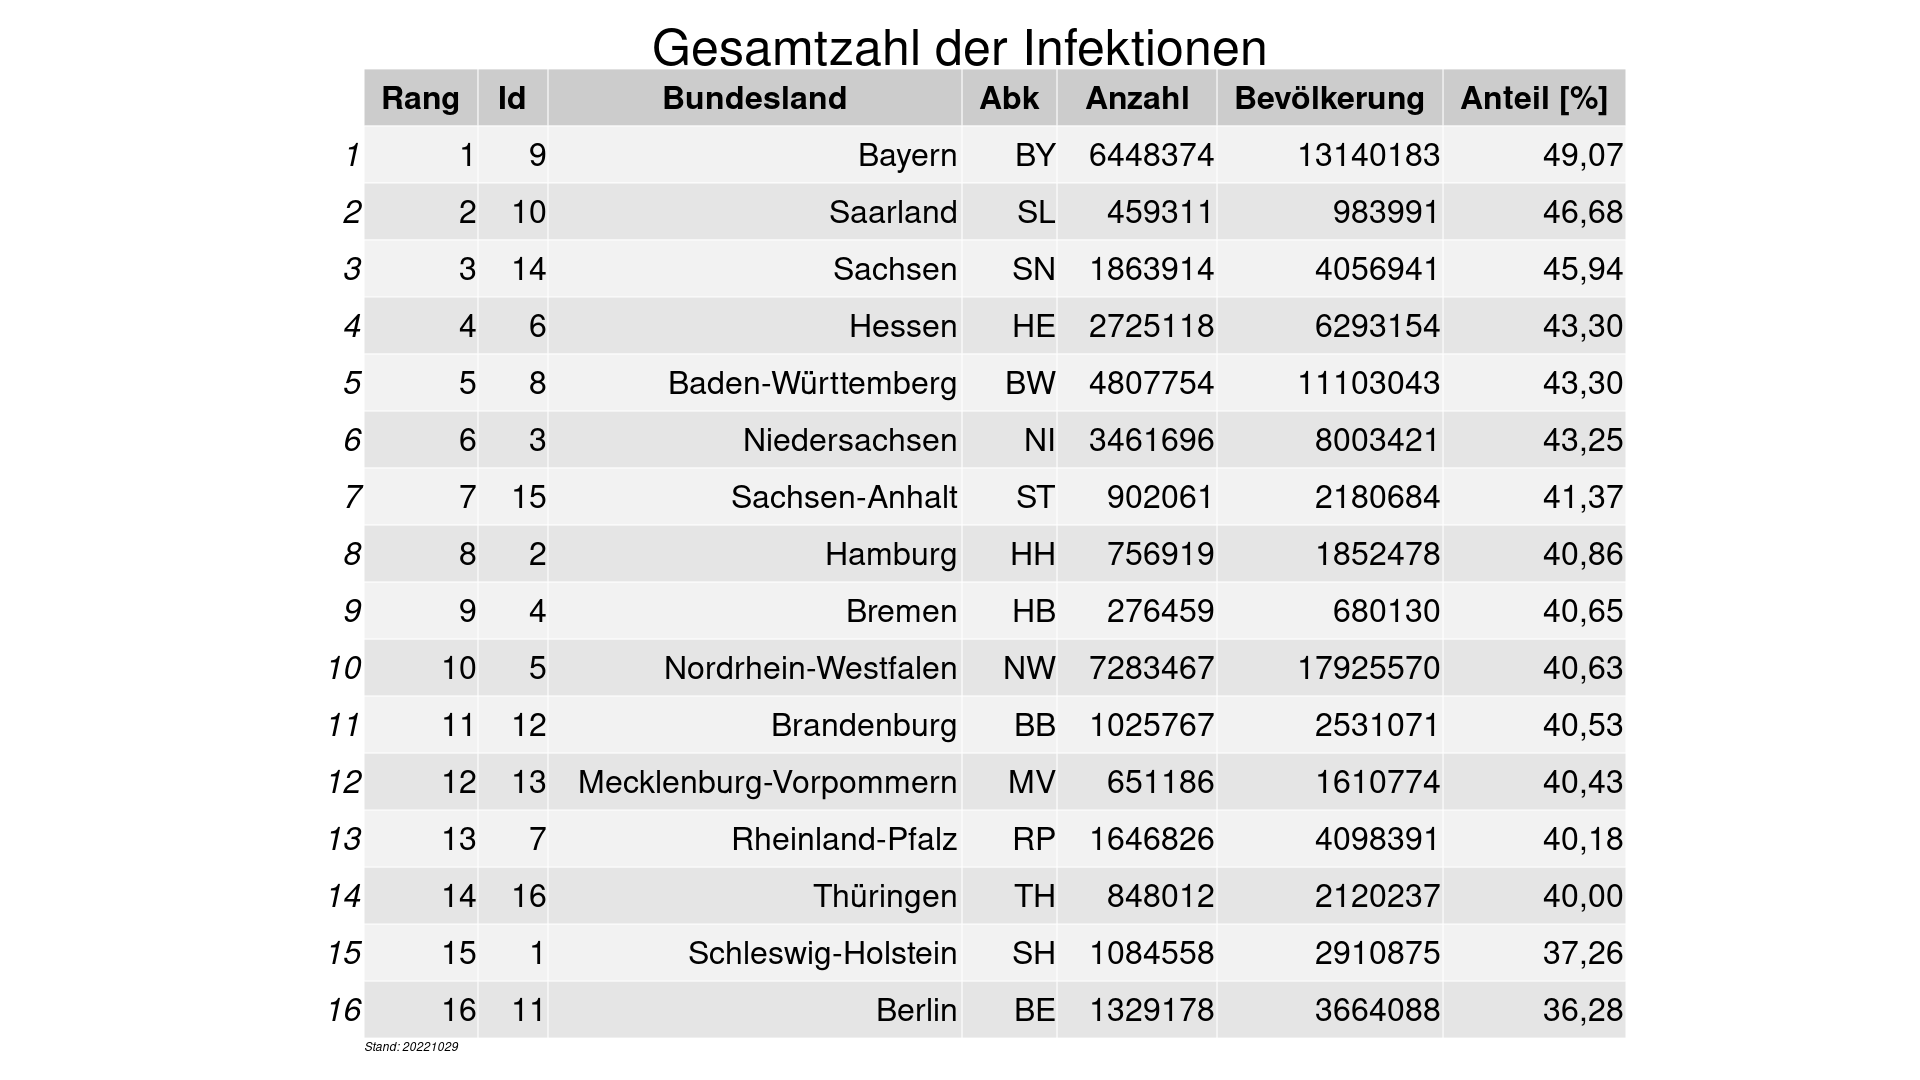 Gesamtzahl der Infektionen
Rang Id Bundesland Abk Anzahl Bevölkerung Anteil [%]
1 1 9 Bayern BY 6448374 13140183 49,07
2 2 10 Saarland SL 459311 983991 46,68
3 3 14 Sachsen SN 1863914 4056941 45,94
4 4 6 Hessen HE 2725118 6293154 43,30
5 5 8 Baden-Württemberg BW 4807754 11103043 43,30
6 6 3 Niedersachsen NI 3461696 8003421 43,25
7 7 15 Sachsen-Anhalt ST 902061 2180684 41,37
8 8 2 Hamburg HH 756919 1852478 40,86
9 9 4 Bremen HB 276459 680130 40,65
10 10 5 Nordrhein-Westfalen NW 7283467 17925570 40,63
11 11 12 Brandenburg BB 1025767 2531071 40,53
12 12 13 Mecklenburg-Vorpommern MV 651186 1610774 40,43
13 13 7 Rheinland-Pfalz RP 1646826 4098391 40,18
14 14 16 Thüringen TH 848012 2120237 40,00
15 15 1 Schleswig-Holstein SH 1084558 2910875 37,26
16 16 11 Berlin BE 1329178 3664088 36,28
Stand: 20221029